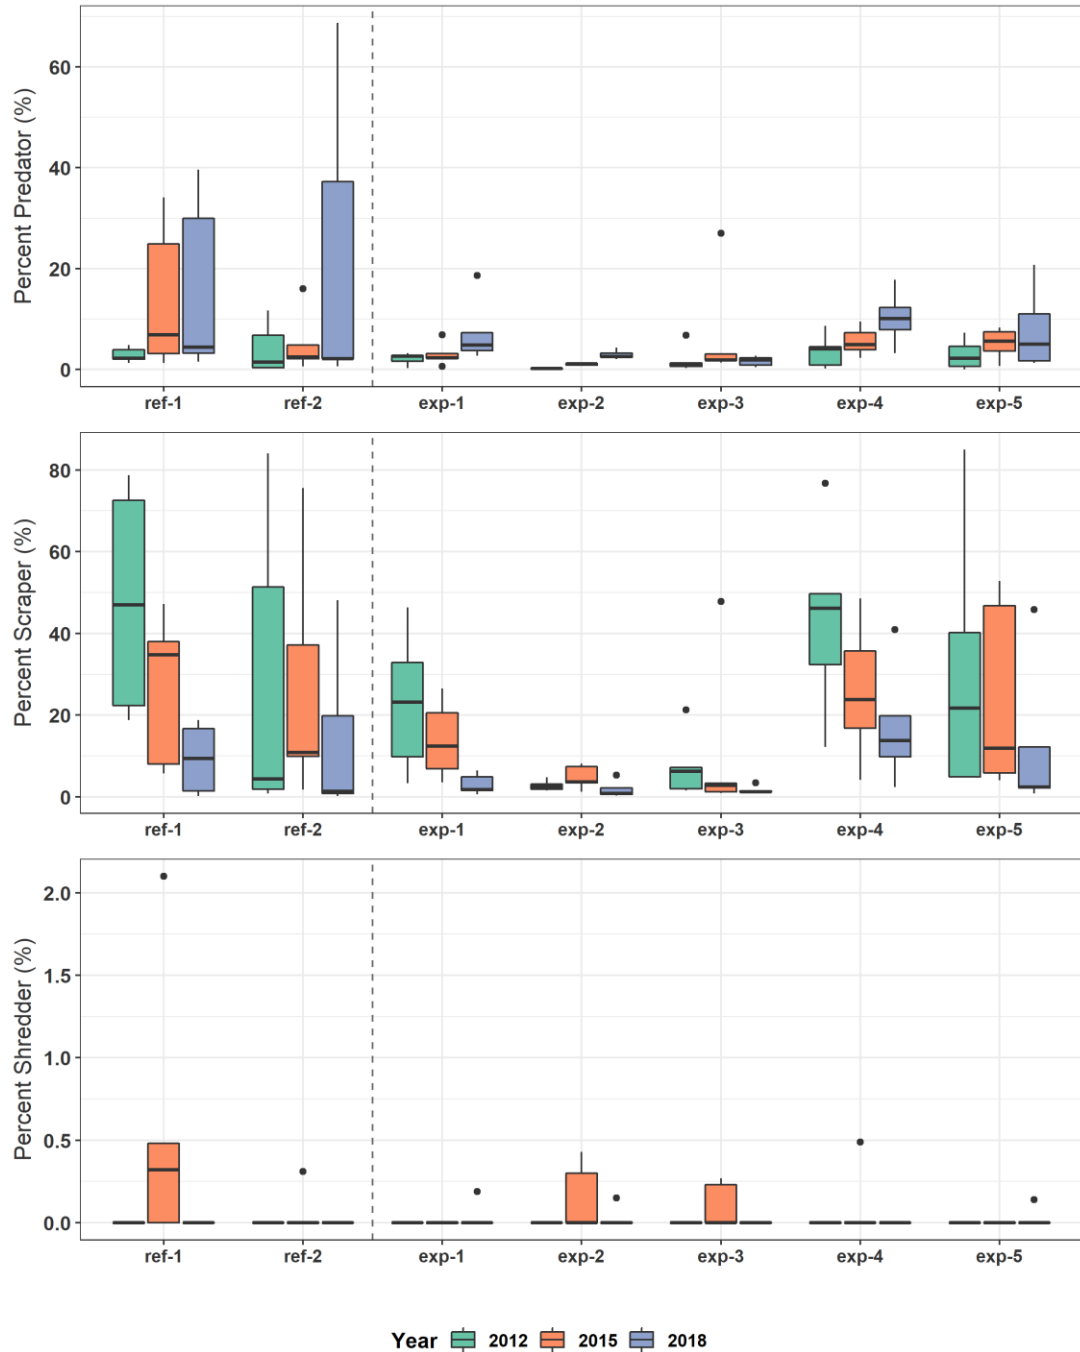 Percent Predator (%)
60
40
20
0
ref-1 ref-2 exp-1 exp-2 exp-3 exp-4 exp-5
Percent Scraper (%)
80
60
40
20
0
ref-1 ref-2 exp-1 exp-2 exp-3 exp-4 exp-5
Percent Shredder (%)
2.0
1.5
1.0
0.5
0.0
ref-1 ref-2 exp-1 exp-2 exp-3 exp-4 exp-5
Year 2012 2015 2018